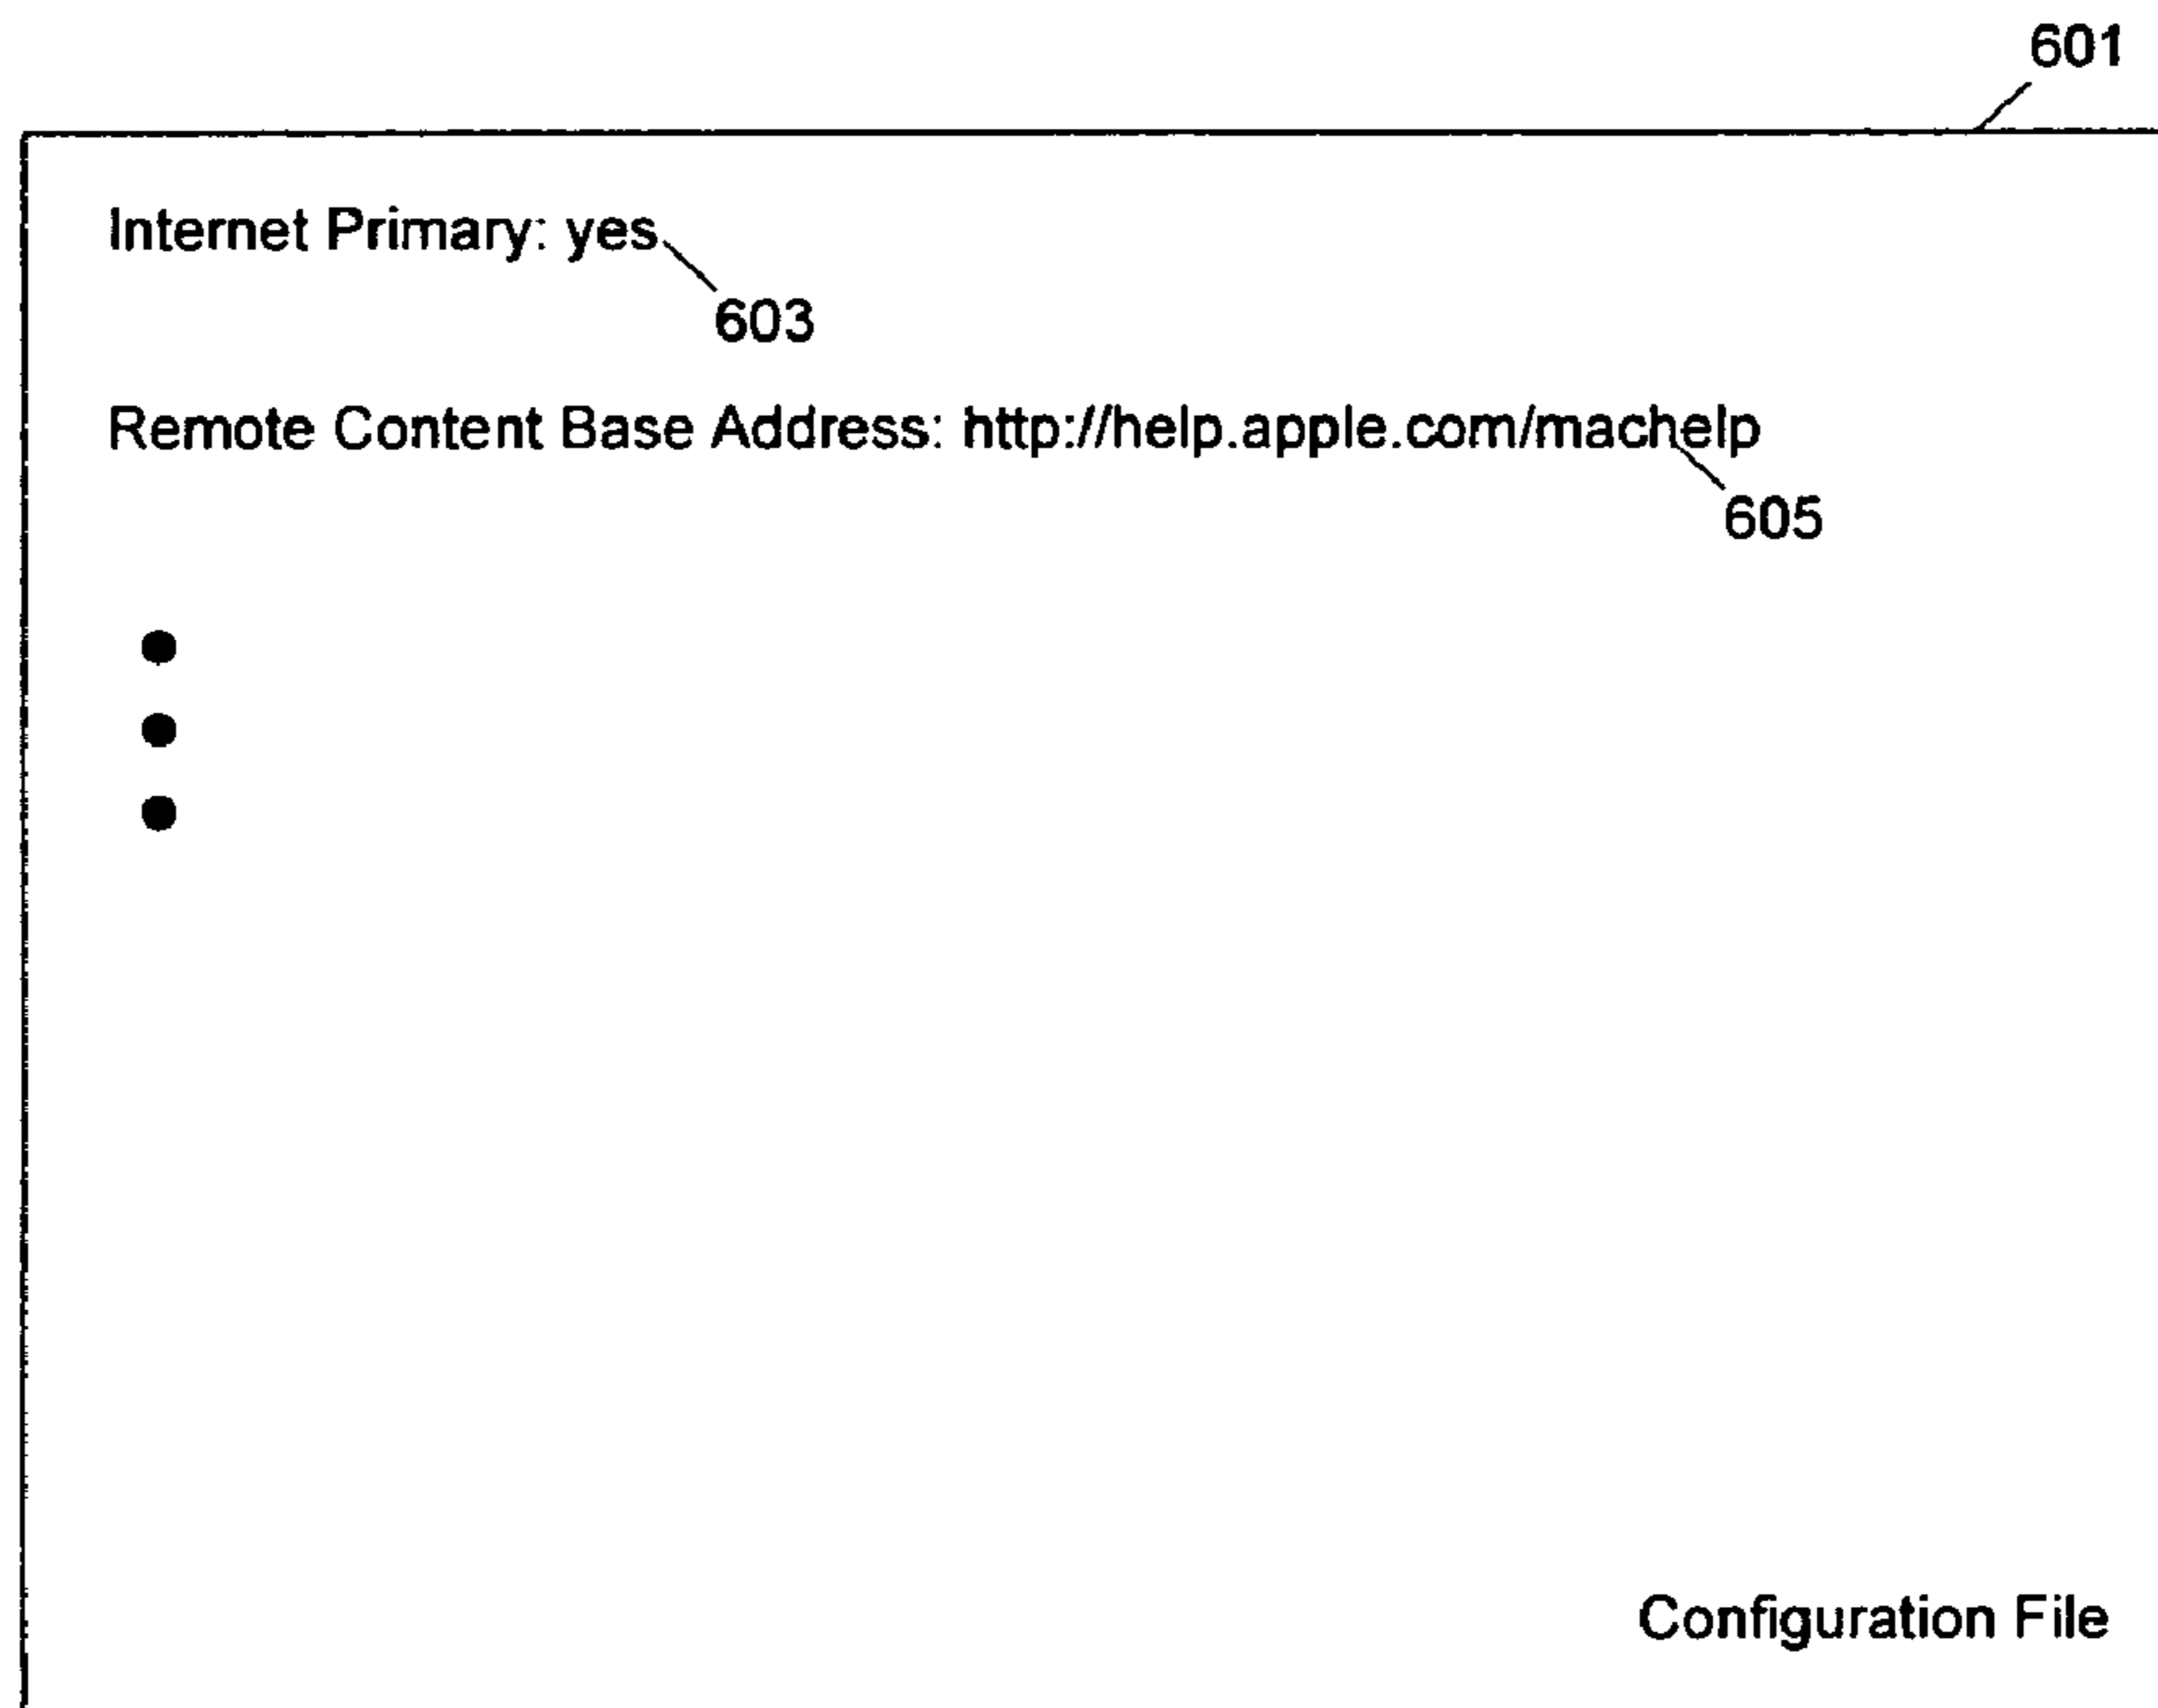 601
Internet Primary: yes
603
Remote Content Base Address: http://help.apple.com/machelp
605
Configuration File